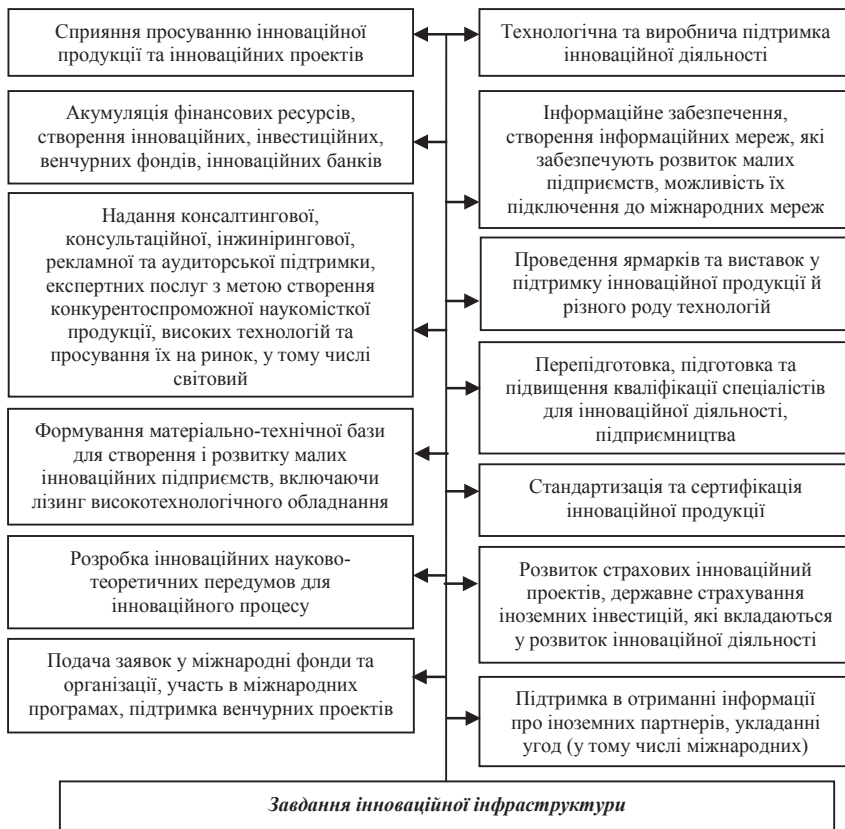 Сприяння просуванню інноваційної
продукції та інноваційних проектів
Акумуляція фінансових ресурсів,
створення інноваційних, інвестиційних,
венчурних фондів, інноваційних банків
Надання консалтингової,
консультаційної, інжинірингової,
рекламної та аудиторської підтримки,
експертних послуг з метою створення
конкурентоспроможної наукомісткої
продукції, високих технологій та
просування їх на ринок, у тому числі
світовий
Формування матеріально-технічної бази
для створення і розвитку малих
інноваційних підприємств, включаючи
лізинг високотехнологічного обладнання
Розробка інноваційних науково-
теоретичних передумов для
інноваційного процесу
Подача заявок у міжнародні фонди та
організації, участь в міжнародних
програмах, підтримка венчурних проектів
Технологічна та виробнича підтримка
інноваційної діяльності
Інформаційне забезпечення,
створення інформаційних мереж, які
забезпечують розвиток малих
підприємств, можливість їх
підключення до міжнародних мереж
Проведення ярмарків та виставок у
підтримку інноваційної продукції й
різного роду технологій
Перепідготовка, підготовка та
підвищення кваліфікації спеціалістів
для інноваційної діяльності,
підприємництва
Стандартизація та сертифікація
інноваційної продукції
Розвиток страхових інноваційний
проектів, державне страхування
іноземних інвестицій, які вкладаються
у розвиток інноваційної діяльності
Підтримка в отриманні інформації
про іноземних партнерів, укладанні
угод (у тому числі міжнародних)
Завдання інноваційної інфраструктури